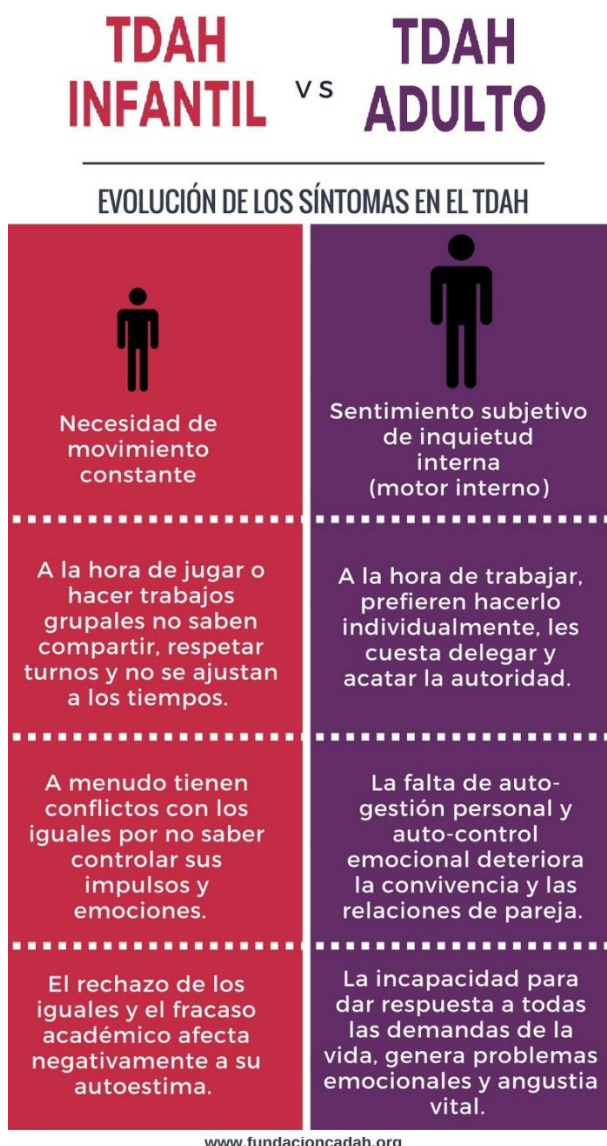 TDAH
INFANTIL
vs
TDAH
ADULTO
EVOLUCIÓN DE LOS SÍNTOMAS EN EL TDAH
Necesidad de
movimiento
constante
Sentimiento subjetivo
de inquietud
interna
(motor interno)
A la hora de jugar o
hacer trabajos
grupales no saben
compartir, respetar
turnos y no se ajustan
a los tiempos.
A la hora de trabajar,
prefieren hacerlo
individualmente, les
cuesta delegar y
acatar la autoridad.
A menudo tienen
conflictos con los
iguales por no saber
controlar sus
impulsos y
emociones.
La falta de auto-
gestión personal y
auto-control
emocional deteriora
la convivencia y las
relaciones de pareja.
El rechazo de los
iguales y el fracaso
académico afecta
negativamente a su
autoestima.
La incapacidad para
dar respuesta a todas
las demandas de la
vida, genera problemas
emocionales y angustia
vital.
www.fundacioncadah.org